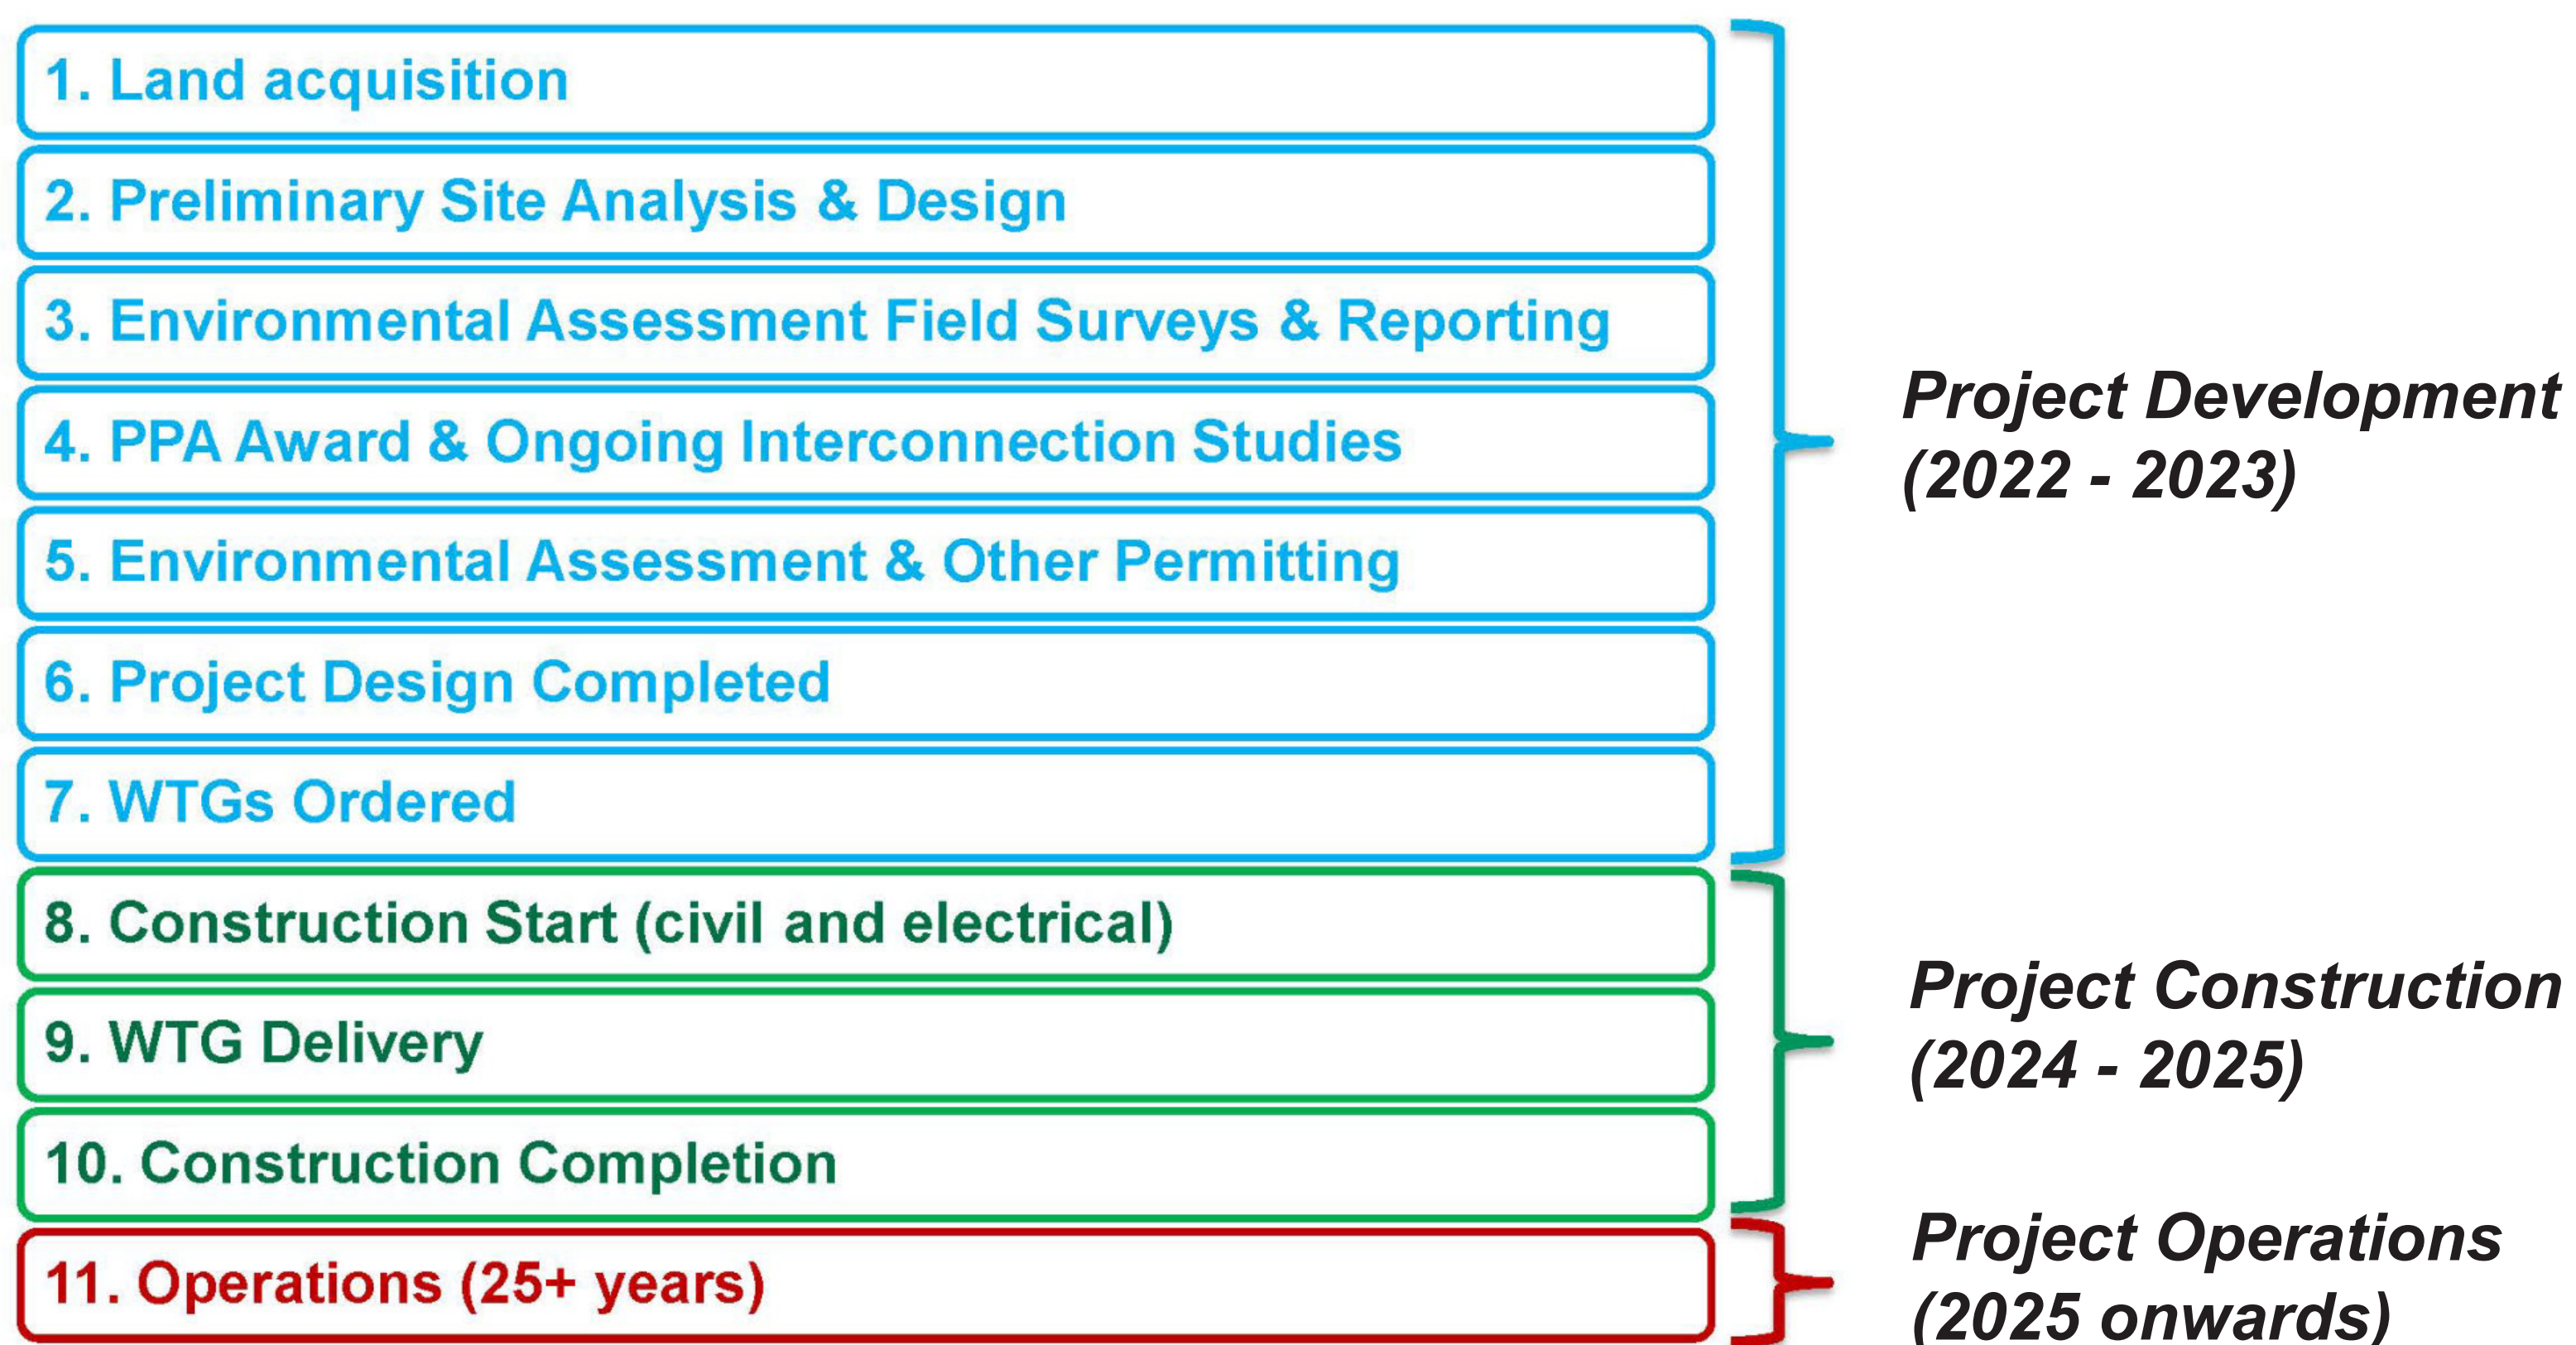 1. Land acquisition
2. Preliminary Site Analysis & Design
3. Environmental Assessment Field Surveys & Reporting
4. PPA Award & Ongoing Interconnection Studies
5. Environmental Assessment & Other Permitting
6. Project Design Completed
7. WTGs Ordered
Project Development
(2022 - 2023)
8. Construction Start (civil and electrical)
9. WTG Delivery
10. Construction Completion
Project Construction
(2024 - 2025)
11. Operations (25+ years)
Project Operations
(2025 onwards)